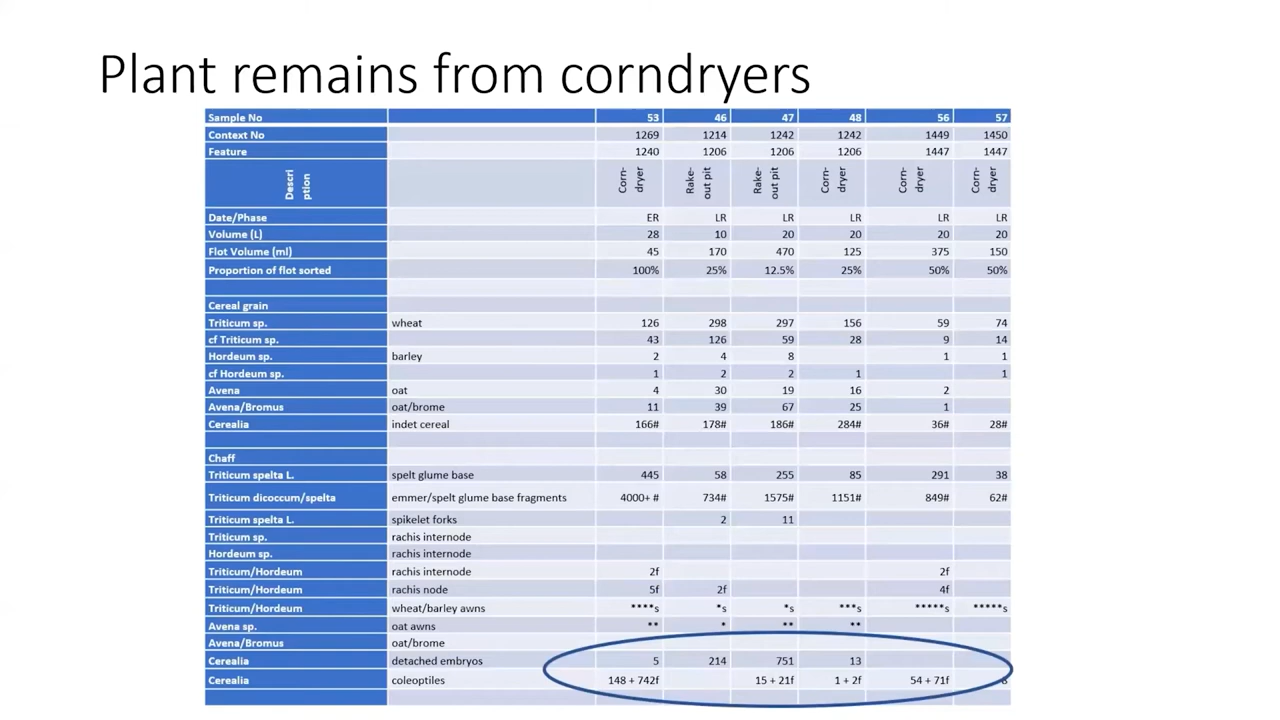 Plant remains from corndryers
Sample No 53 46 47 48 56 57
Context No 1269 1214 1242 1242 1449 1450
Feature 1240 1206 1206 1206 1447 1447
Descri
ption
Corn-
dryer
Rake-
out pit
Rake-
out pit
Corn-
dryer
Corn-
dryer
Corn-
dryer
Date/Phase ER LR LR LR LR LR
Volume (L) 28 10 20 20 20 20
Flot Volume (ml) 45 170 470 125 375 150
Proportion of flot sorted 100% 25% 12.5% 25% 50% 50%
Cereal grain
Triticum sp. wheat 126 298 297 156 59 74
cf Triticum sp. 43 126 59 28 9 14
Hordeum sp. barley 2 4 8 1 1
cf Hordeum sp. 1 2 2 1 1
Avena oat 4 30 19 16 2
Avena/Bromus oat/brome 11 39 67 25 1
Cerealia indet cereal 166# 178# 186# 284# 36# 28#
Chaff
Triticum spelta L. spelt glume base 445 58 255 85 291 38
Triticum dicoccum/spelta emmer/spelt glume base fragments 4000+ # 734# 1575# 1151# 849# 62#
Triticum spelta L. spikelet forks 2 11
Triticum sp. rachis internode
Hordeum sp. rachis internode
Triticum/Hordeum rachis internode 2f 2f
Triticum/Hordeum rachis node 5f 2f 4f
Triticum/Hordeum wheat/barley awns ****s *s *s ***s *****s *****s
Avena sp. oat awns ** * ** **
Avena/Bromus oat/brome
Cerealia detached embryos 5 214 751 13
Cerealia coleoptiles 148 + 742f 15 + 21f 1 + 2f 54 + 71f